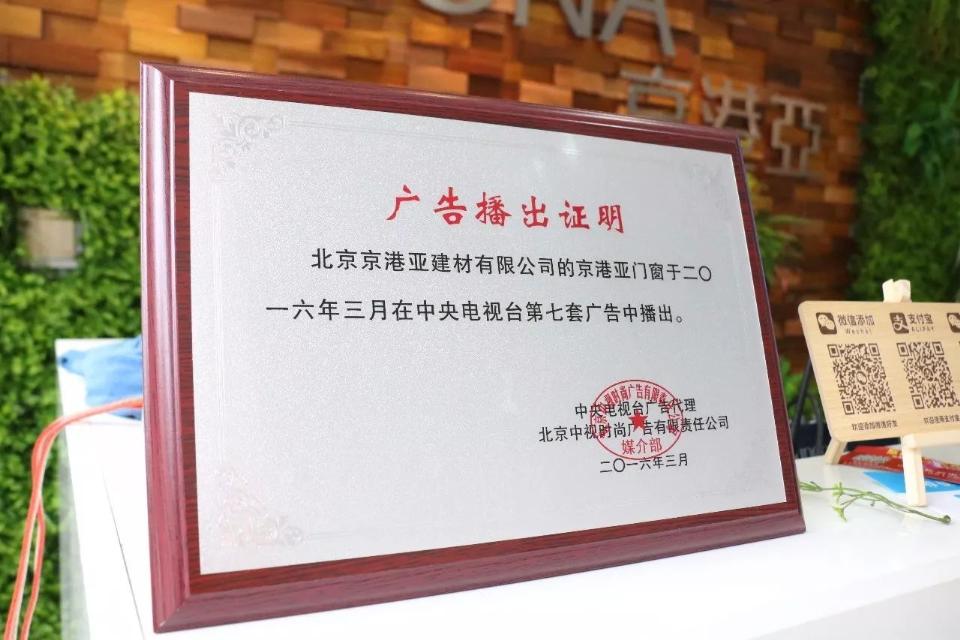 京港亚
广告播出证明
北京京港亚建材有限公司的京港亚门窗于二〇
一六年三月在中央电视台第七套广告中播出。
中央电视台广告代理
北京中视时尚广告有限责任公司
媒介部
二〇一六年三月
微信添加
Wechat
支付宝
ALIPAY